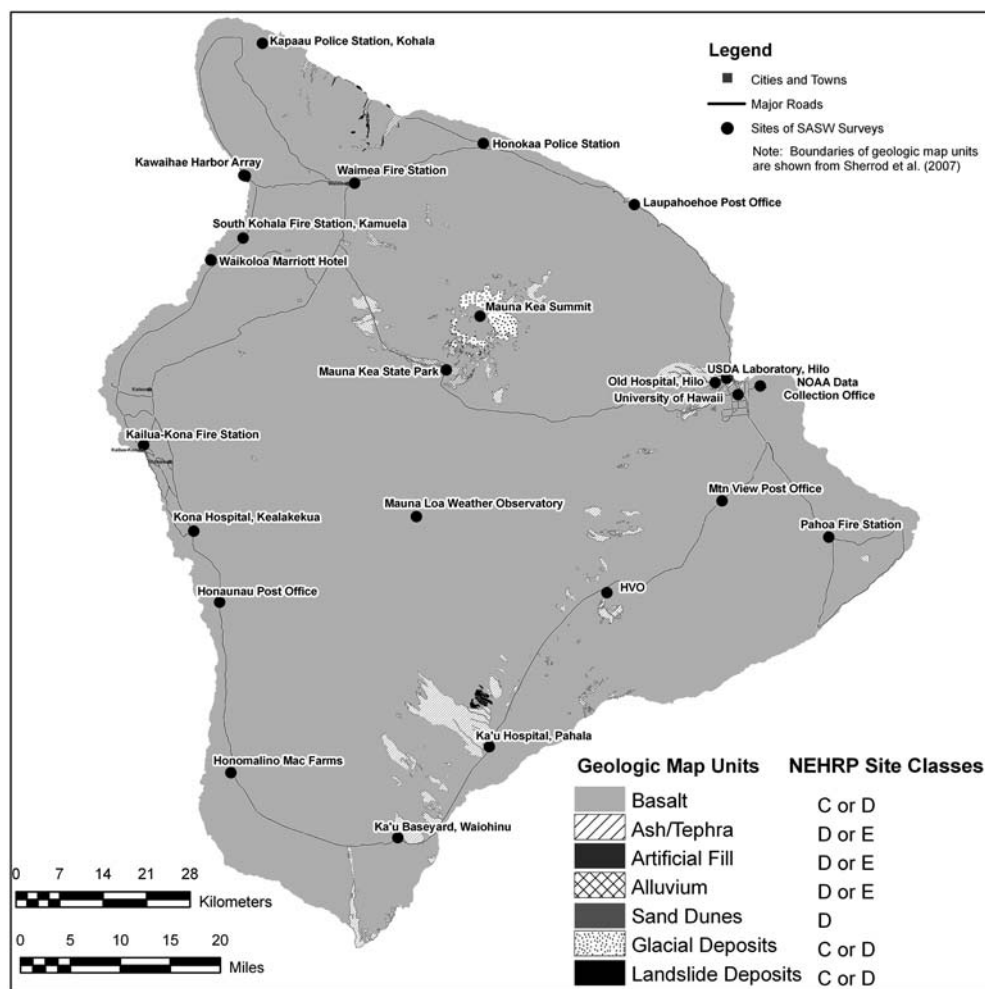 Kapaau Police Station, Kohala
Legend
Cities and Towns
Major Roads
Sites of SASW Surveys
Note: Boundaries of geologic map units
are shown from Sherrod et al. (2007)
Honokaa Police Station
Kawaihae Harbor Array
Waimea Fire Station
Laupahoehoe Post Office
South Kohala Fire Station, Kamuela
Waikoloa Marriott Hotel
Mauna Kea Summit
Mauna Kea State Park
USDA Laboratory, Hilo
Old Hospital, Hilo
NOAA Data
Collection Office
University of Hawaii
Kailua-Kona Fire Station
Mauna Loa Weather Observatory
Mtn View Post Office
Kona Hospital, Kealakekua
Pahoa Fire Station
HVO
Honaunau Post Office
Ka'u Hospital, Pahala
Honomalino Mac Farms
Ka'u Baseyard, Waiohinu
Geologic Map Units NEHRP Site Classes
Basalt C or D
Ash/Tephra D or E
Artificial Fill D or E
Alluvium D or E
Sand Dunes D
Glacial Deposits C or D
Landslide Deposits C or D
0 7 14 21 28
Kilometers
0 5 10 15 20
Miles